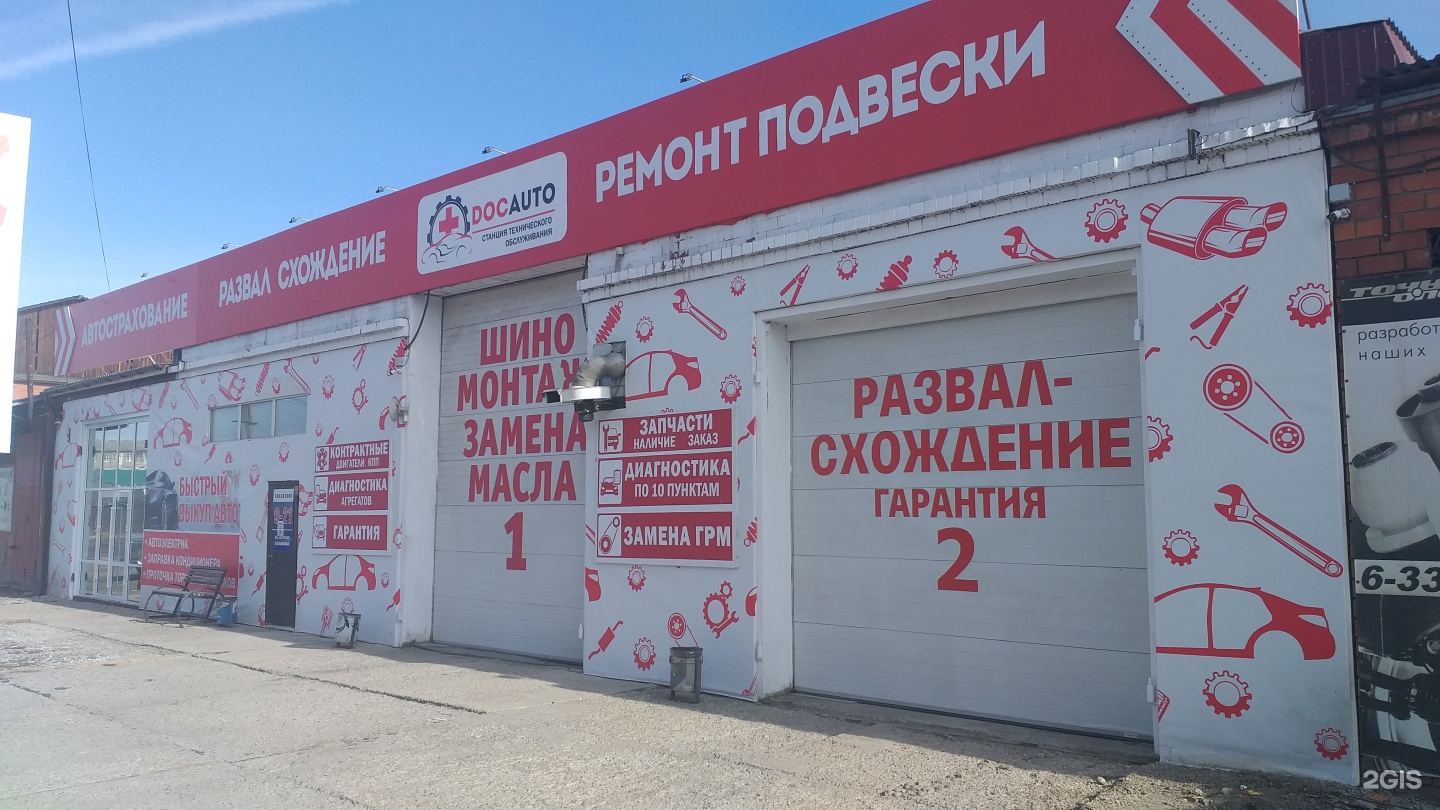 АВТОСТРАХОВАНИЕ
РАЗВАЛ СХОЖДЕНИЕ
DOCAUTO
СТАНЦИЯ ТЕХНИЧЕСКОГО
ОБСЛУЖИВАНИЯ
РЕМОНТ ПОДВЕСКИ
БЫСТРЫЙ
ВЫКУП АВТО
• АВТОЭЛЕКТРИК
• ЗАПРАВКА КОНДИЦИОНЕРА
• ПРОТОЧКА
КОНТРАКТНЫЕ
ДВИГАТЕЛИ КПП
ДИАГНОСТИКА
АГРЕГАТОВ
ГАРАНТИЯ
ШИНО
МОНТАЖ
ЗАМЕНА
МАСЛА
1
ЗАПЧАСТИ
НАЛИЧИЕ ЗАКАЗ
ДИАГНОСТИКА
ПО 10 ПУНКТАМ
ЗАМЕНА ГРМ
РАЗВАЛ-
СХОЖДЕНИЕ
ГАРАНТИЯ
2
разработ
наших
6-33
2GIS